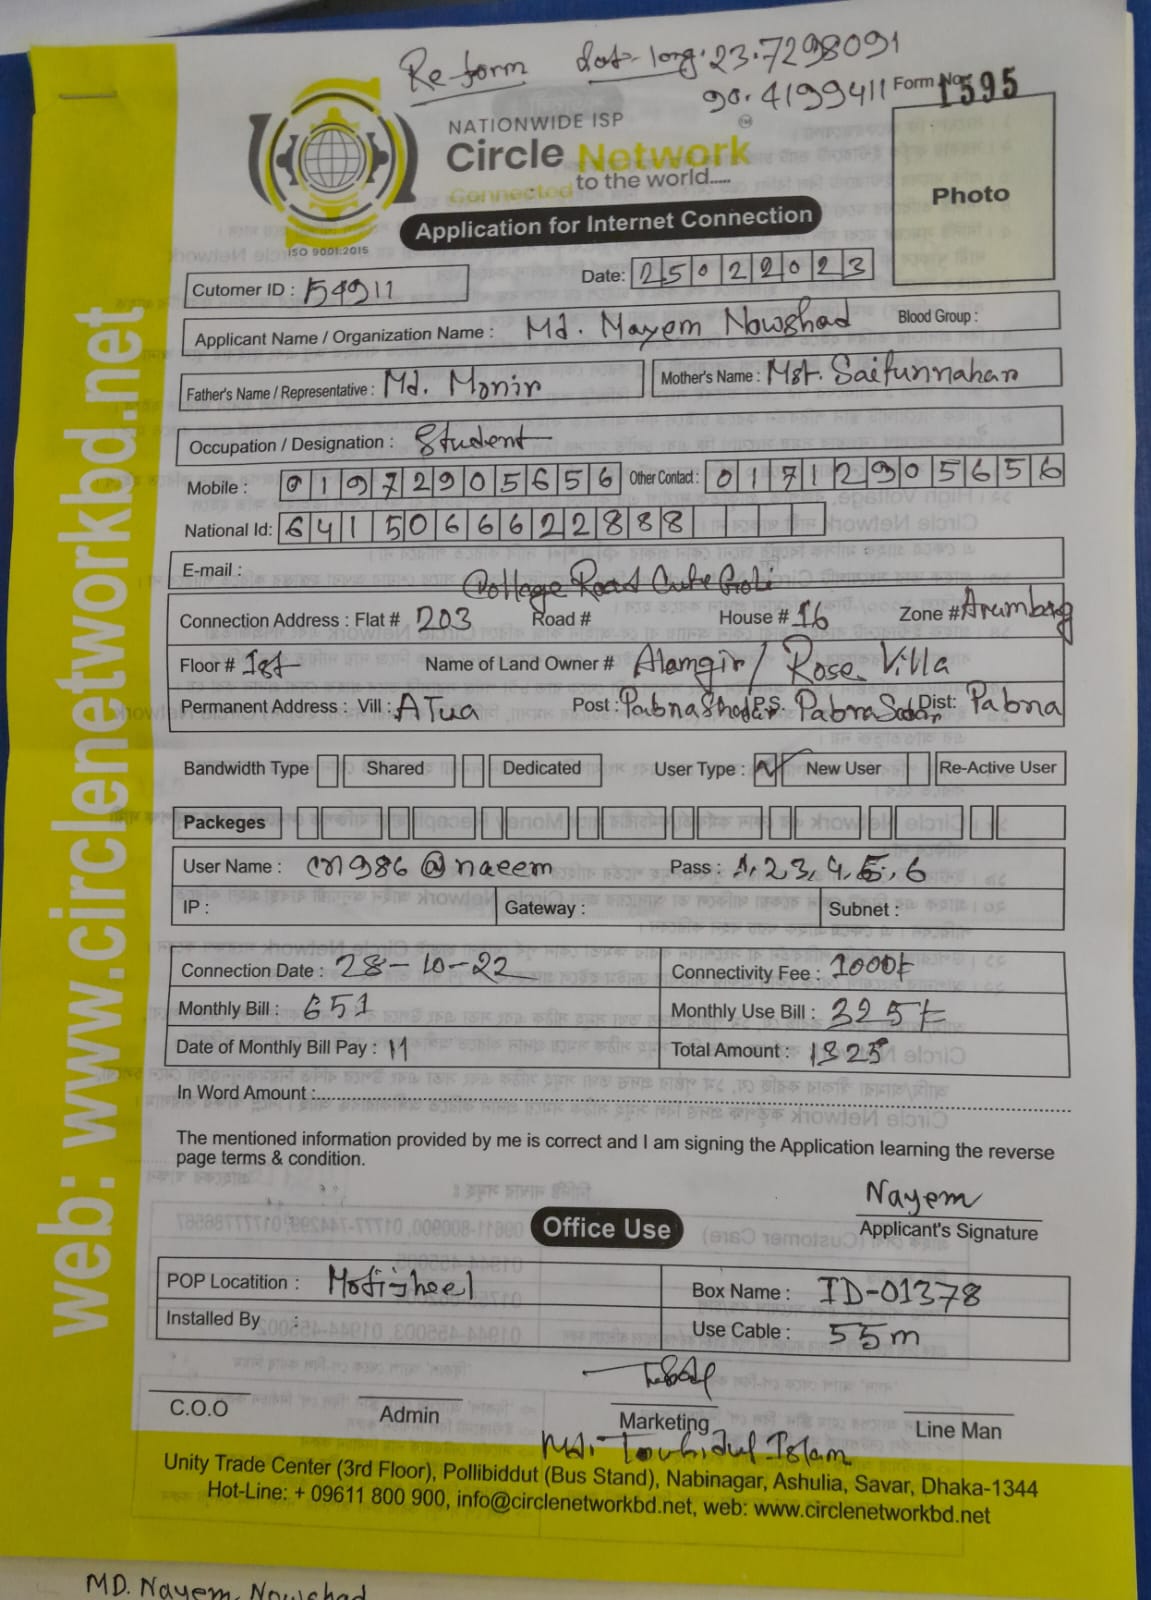 Re-form lat-long: 23.7298091
90.4199411 Form No. 1595
NATIONWIDE ISP
Circle Network
Connected to the world.....
ISO 9001:2015
Application for Internet Connection
Photo
Cutomer ID : 54911 Date: 25022023
Applicant Name / Organization Name : Md. Nayem Nowshad Blood Group :
Father's Name / Representative : Md. Monir Mother's Name : Mst. Saifunnahar
Occupation / Designation : Student
Mobile : 01972905656 Other Contact : 01712905656
National Id: 6415066622888
E-mail :
College Road Cute Goli
Connection Address : Flat # 203 Road # House # 16 Zone # Arambag
Floor # 1st Name of Land Owner # Alamgir / Rose Villa
Permanent Address : Vill : ATua Post : Pabna Shadar P.S: Pabna Sadar Dist: Pabna
Bandwidth Type Shared Dedicated User Type : New User Re-Active User
Packeges
User Name : cn986@naeem Pass : 1,2,3,4,5,6
IP : Gateway : Subnet :
Connection Date : 28-10-22 Connectivity Fee : 1000/-
Monthly Bill : 651 Monthly Use Bill : 325/-
Date of Monthly Bill Pay : 11 Total Amount : 1325
In Word Amount :
The mentioned information provided by me is correct and I am signing the Application learning the reverse
page terms & condition.
Nayem
Applicant's Signature
Office Use
POP Locatition : Motijheel Box Name : ID-01378
Installed By : Use Cable : 55m
C.O.O Admin Marketing Line Man
Md. Touhidul Islam
Unity Trade Center (3rd Floor), Pollibiddut (Bus Stand), Nabinagar, Ashulia, Savar, Dhaka-1344
Hot-Line: + 09611 800 900, info@circlenetworkbd.net, web: www.circlenetworkbd.net
web: www.circlenetworkbd.net
MD. Nayem Nowshad